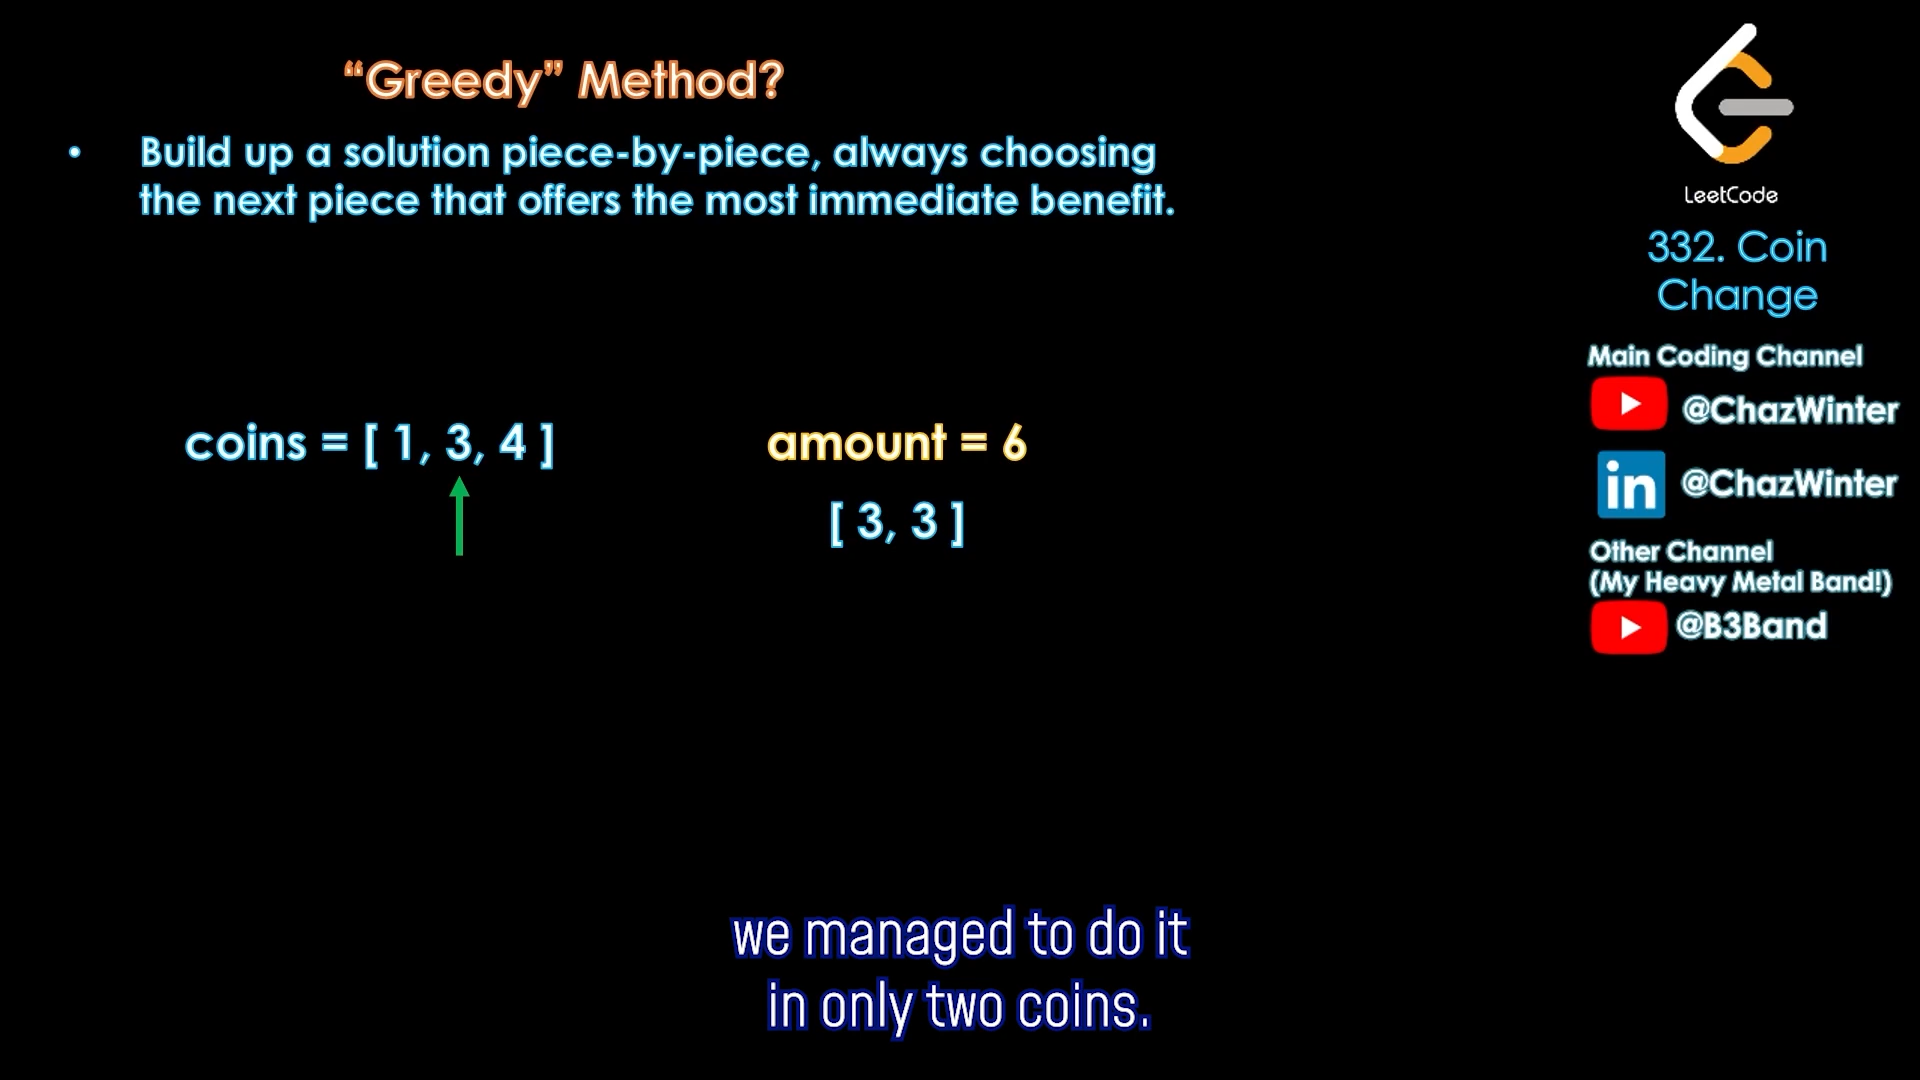 “Greedy” Method?
• Build up a solution piece-by-piece, always choosing
the next piece that offers the most immediate benefit.
coins = [ 1, 3, 4 ]
amount = 6
[ 3, 3 ]
we managed to do it
in only two coins.
LeetCode
332. Coin
Change
Main Coding Channel
@ChazWinter
in @ChazWinter
Other Channel
(My Heavy Metal Band!)
@B3Band